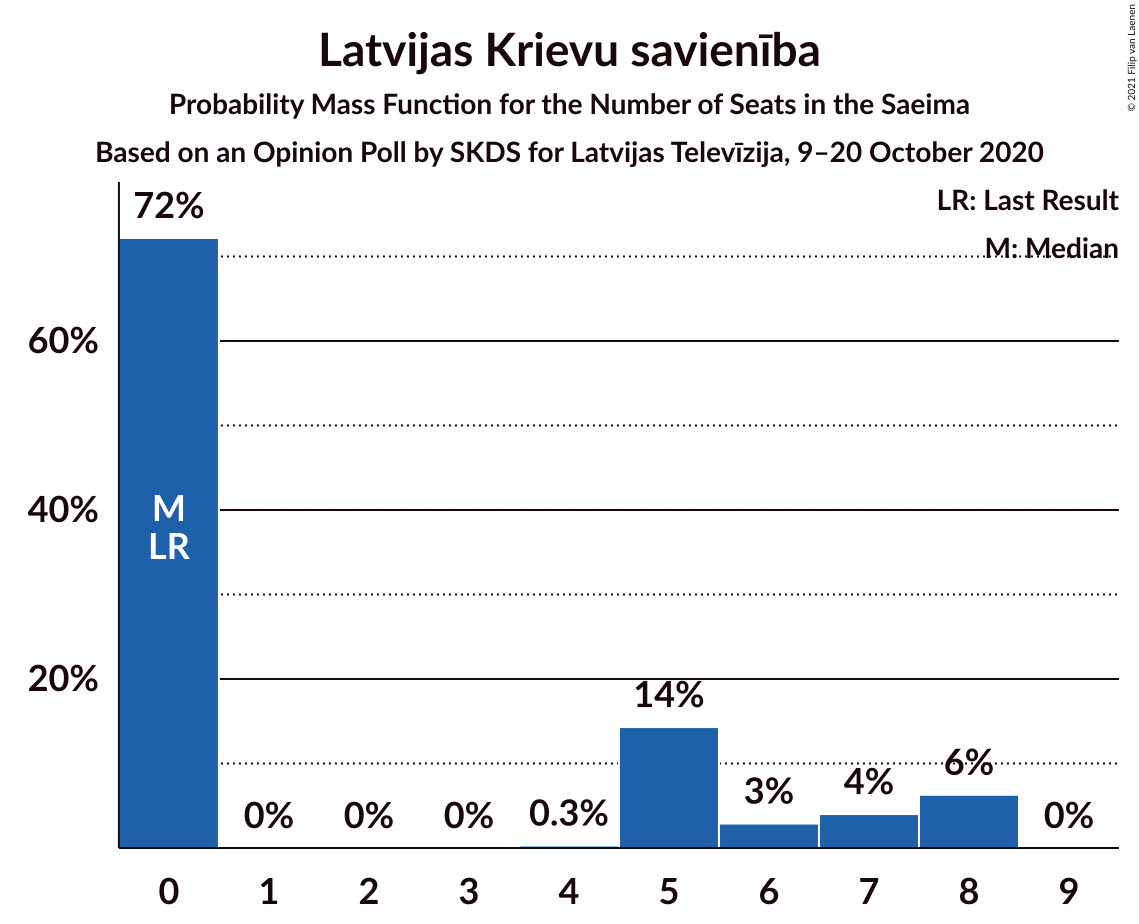 Latvijas Krievu savienība
Probability Mass Function for the Number of Seats in the Saeima
Based on an Opinion Poll by SKDS for Latvijas Televīzija, 9–20 October 2020
© 2021 Filip van Laenen
LR: Last Result
M: Median
72%
60%
40%
20%
M
LR
0%
0%
0%
0.3%
14%
3%
4%
6%
0%
0
1
2
3
4
5
6
7
8
9